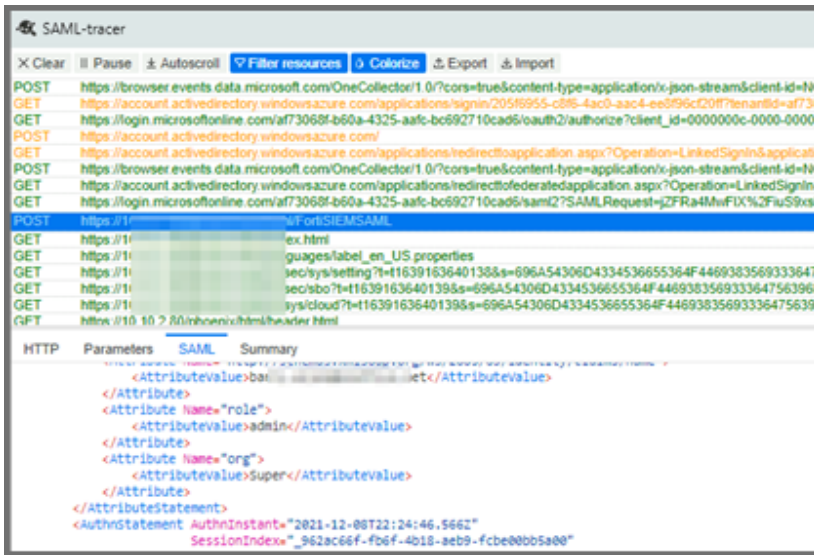 SAML-tracer
Clear Pause Autoscroll Filter resources Colorize Export Import
POST https://browser.events.data.microsoft.com/OneCollector/1.0/?cors=true&content-type=application/x-json-stream&client-id=N
GET https://account.activedirectory.windowsazure.com/applications/signin/205f6955-c8f6-4ac0-aac4-ee8f96cf20ff?tenantId=af73
GET https://login.microsoftonline.com/af73068f-b60a-4325-aafc-bc692710cad6/oauth2/authorize?client_id=0000000c-0000-0000
POST https://account.activedirectory.windowsazure.com/
GET https://account.activedirectory.windowsazure.com/applications/redirecttoapplication.aspx?Operation=LinkedSignIn&applicati
POST https://browser.events.data.microsoft.com/OneCollector/1.0/?cors=true&content-type=application/x-json-stream&client-id=N
GET https://account.activedirectory.windowsazure.com/applications/redirecttofederatedapplication.aspx?Operation=LinkedSignIn
GET https://login.microsoftonline.com/af73068f-b60a-4325-aafc-bc692710cad6/saml2?SAMLRequest=jZFRa4MwFIX%2FiuS9xs
POST https://1 /FortiSIEMSAML
GET https://1 ex.html
GET https://1 guages/label_en_US.properties
GET https://1 sec/sys/setting?t=t1639163640138&s=696A54306D4334536655364F4469383569333647
GET https://1 sec/sbo?t=t1639163640139&s=696A54306D4334536655364F446938356933364756396
GET https://1 sys/cloud?t=t1639163640139&s=696A54306D4334536655364F44693835693336475639
GET https://10.10.2.80/phoenix/html/header.html
HTTP Parameters SAML Summary
<AttributeValue>ba et</AttributeValue>
</Attribute>
<Attribute Name="role">
<AttributeValue>admin</AttributeValue>
</Attribute>
<Attribute Name="org">
<AttributeValue>Super</AttributeValue>
</Attribute>
</AttributeStatement>
<AuthnStatement AuthnInstant="2021-12-08T22:24:46.566Z"
SessionIndex="_962ac66f-fb6f-4b18-aeb9-fcbe00bb5a00"